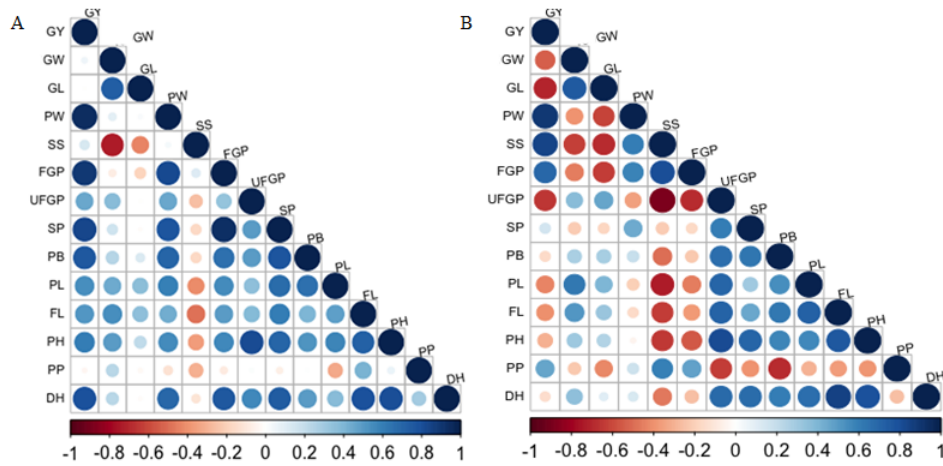 A
B
GY
GW
GL
PW
SS
FGP
UFGP
SP
PB
PL
FL
PH
PP
DH
GY
GW
GL
PW
SS
FGP
UFGP
SP
PB
PL
FL
PH
PP
DH
-1 -0.8 -0.6 -0.4 -0.2 0 0.2 0.4 0.6 0.8 1
GY
GW
GL
PW
SS
FGP
UFGP
SP
PB
PL
FL
PH
PP
DH
GY
GW
GL
PW
SS
FGP
UFGP
SP
PB
PL
FL
PH
PP
DH
-1 -0.8 -0.6 -0.4 -0.2 0 0.2 0.4 0.6 0.8 1